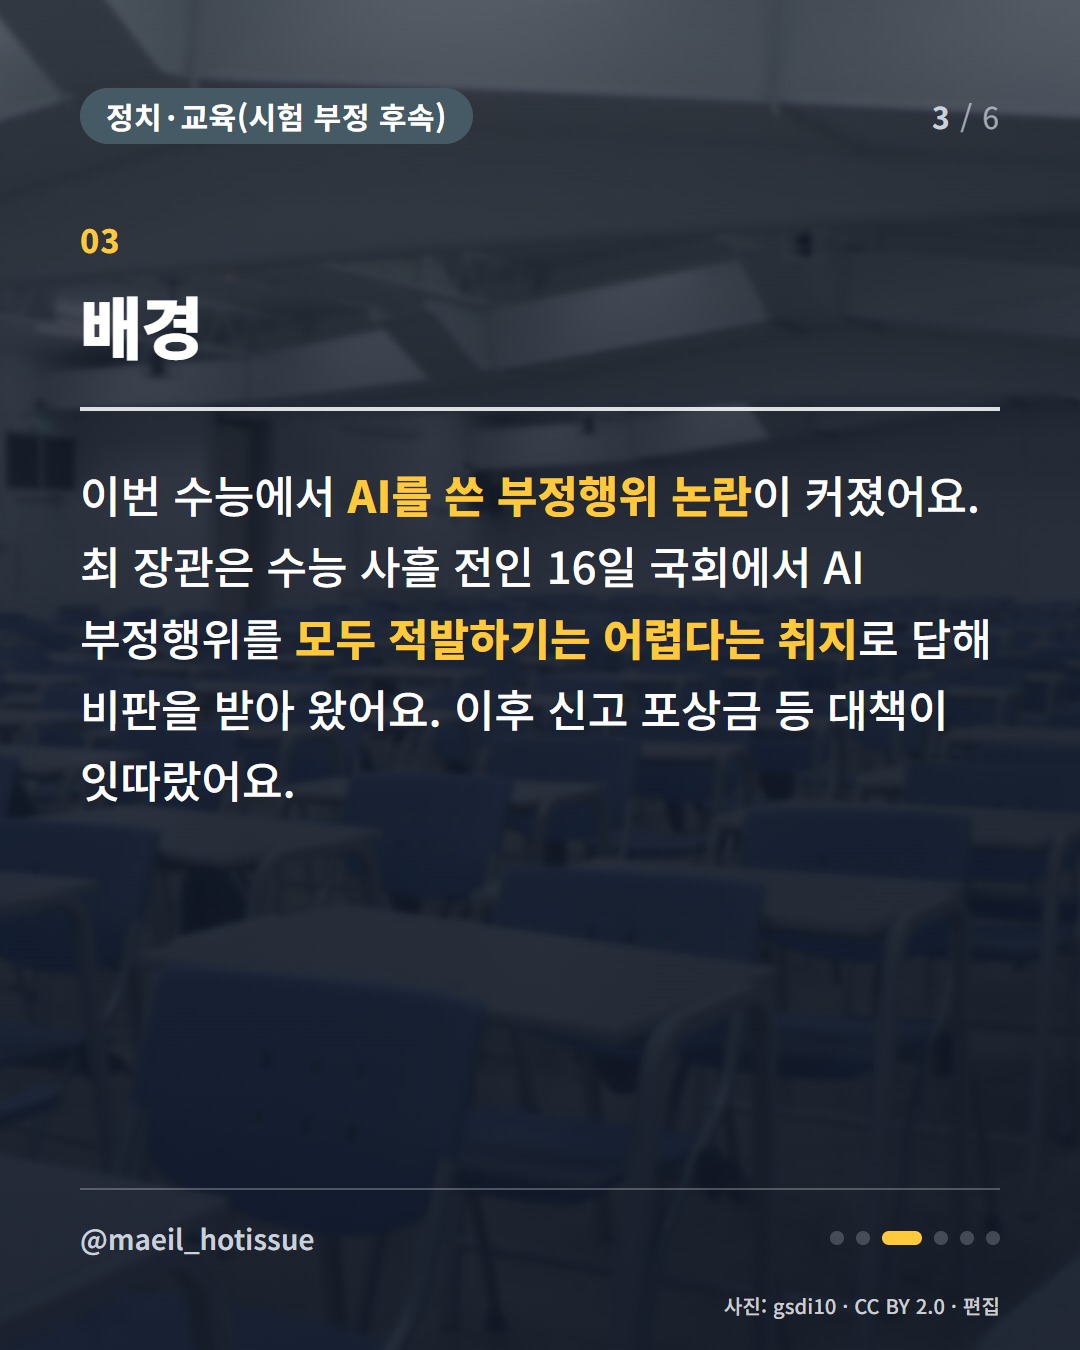 정치·교육(시험 부정 후속)
3 / 6
03
배경
이번 수능에서 AI를 쓴 부정행위 논란이 커졌어요.
최 장관은 수능 사흘 전인 16일 국회에서 AI
부정행위를 모두 적발하기는 어렵다는 취지로 답해
비판을 받아 왔어요. 이후 신고 포상금 등 대책이
잇따랐어요.
@maeil_hotissue
사진: gsdi10 · CC BY 2.0 · 편집